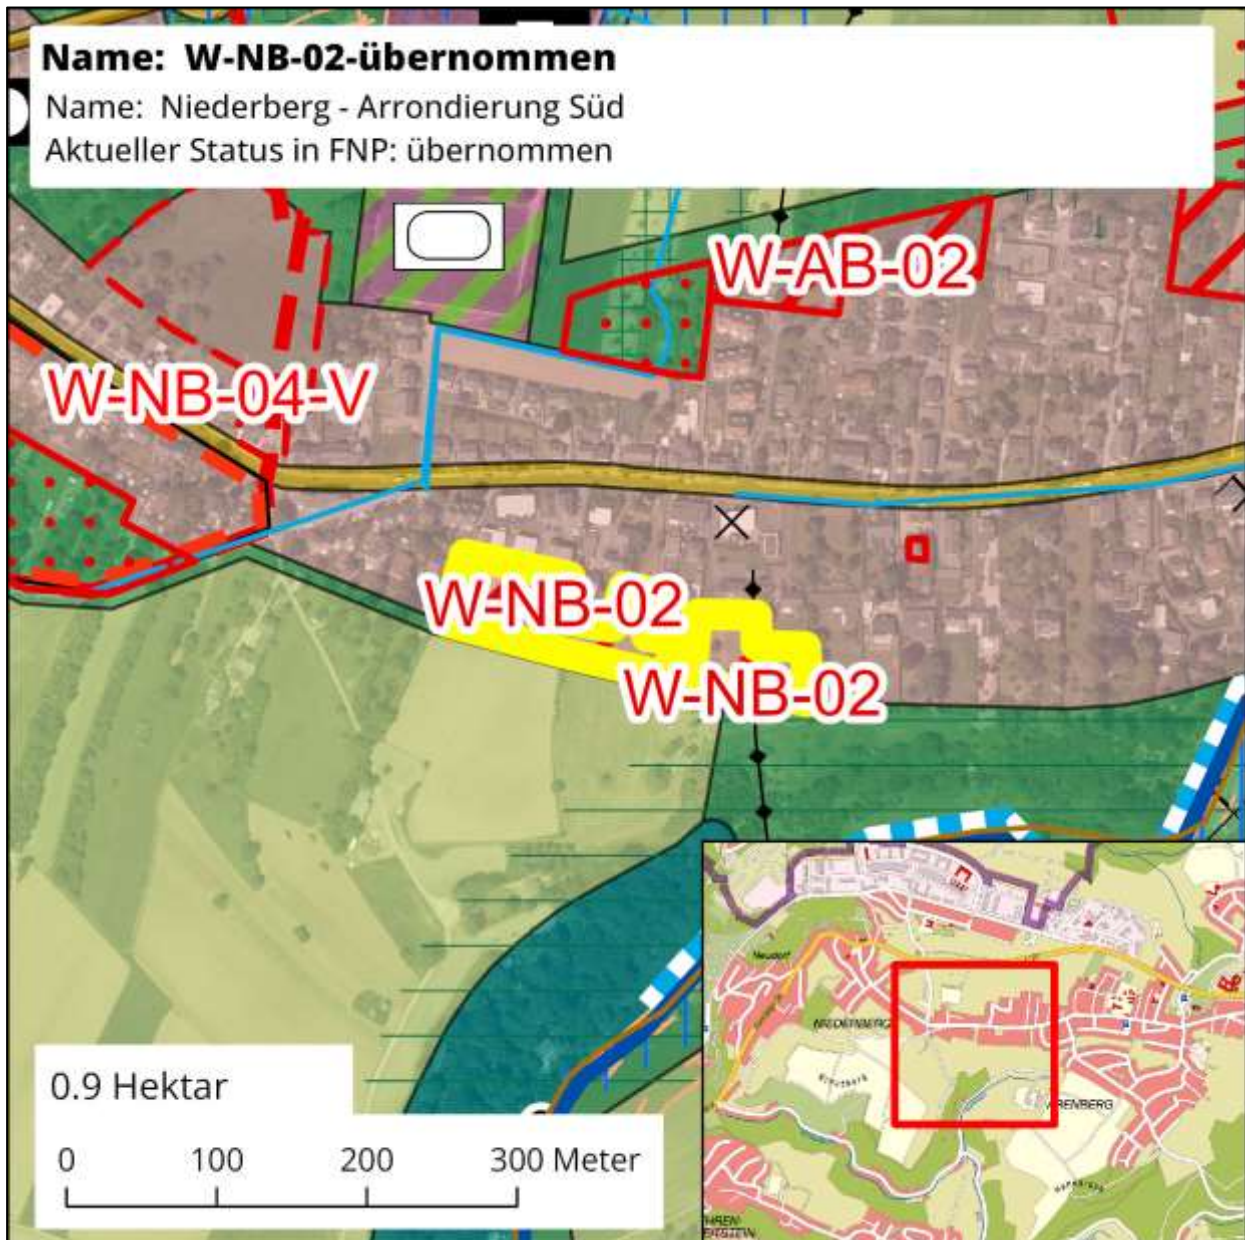 Name: W-NB-02-übernommen
Name: Niederberg - Arrondierung Süd
Aktueller Status in FNP: übernommen
W-AB-02
W-NB-04-V
W-NB-02
W-NB-02
0.9 Hektar
0 100 200 300 Meter
Neudorf
NIEDERBERG
ARENBERG